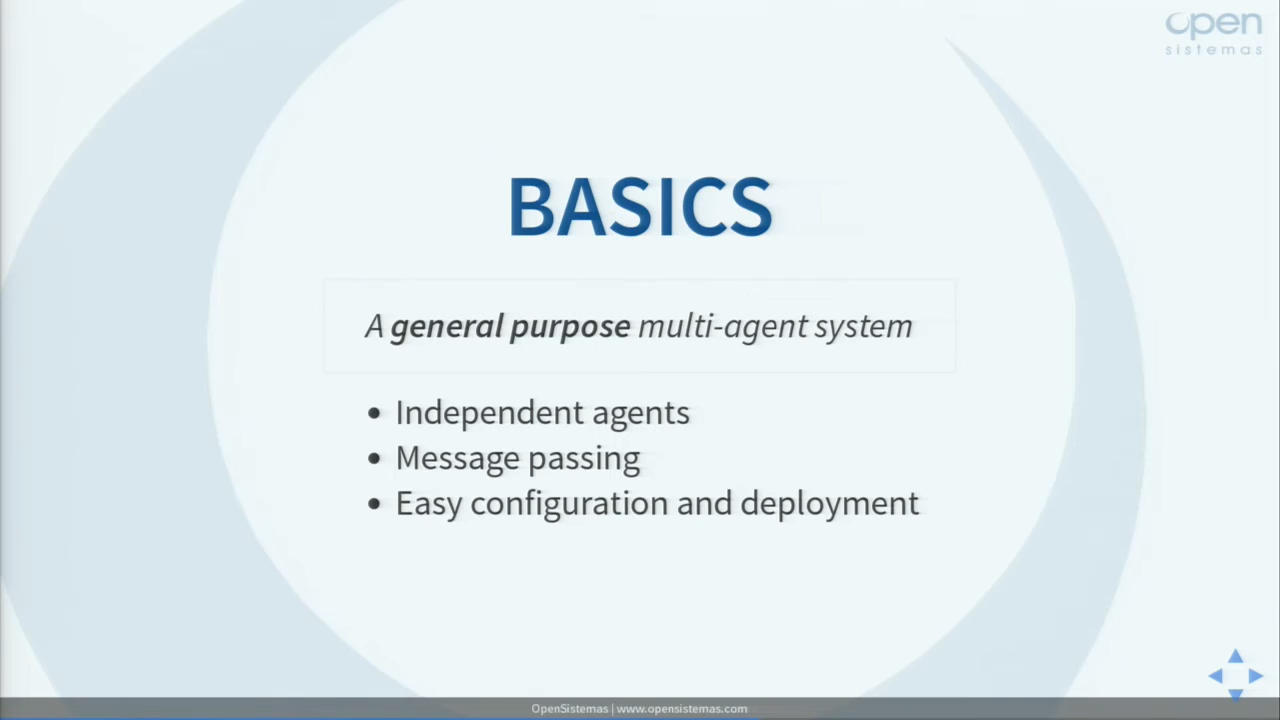 open
sistemas
BASICS
A general purpose multi-agent system
• Independent agents
• Message passing
• Easy configuration and deployment
OpenSistemas | www.opensistemas.com